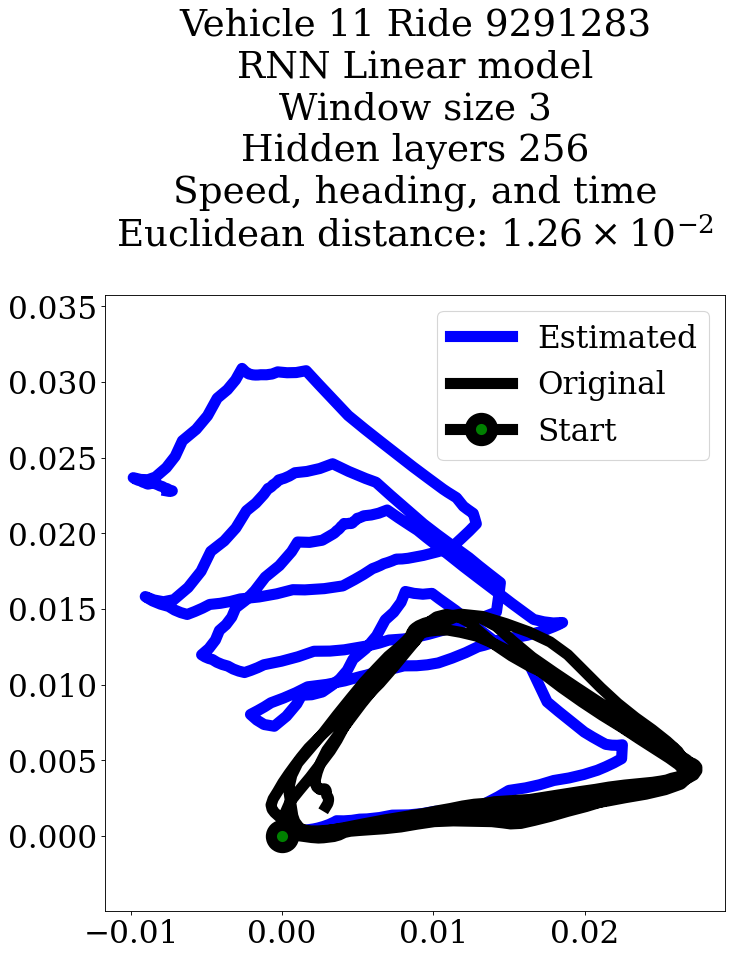 Vehicle 11 Ride 9291283
RNN Linear model
Window size 3
Hidden layers 256
Speed, heading, and time
Euclidean distance: 1.26 × 10⁻²
Estimated
Original
Start
0.035
0.030
0.025
0.020
0.015
0.010
0.005
0.000
−0.01 0.00 0.01 0.02